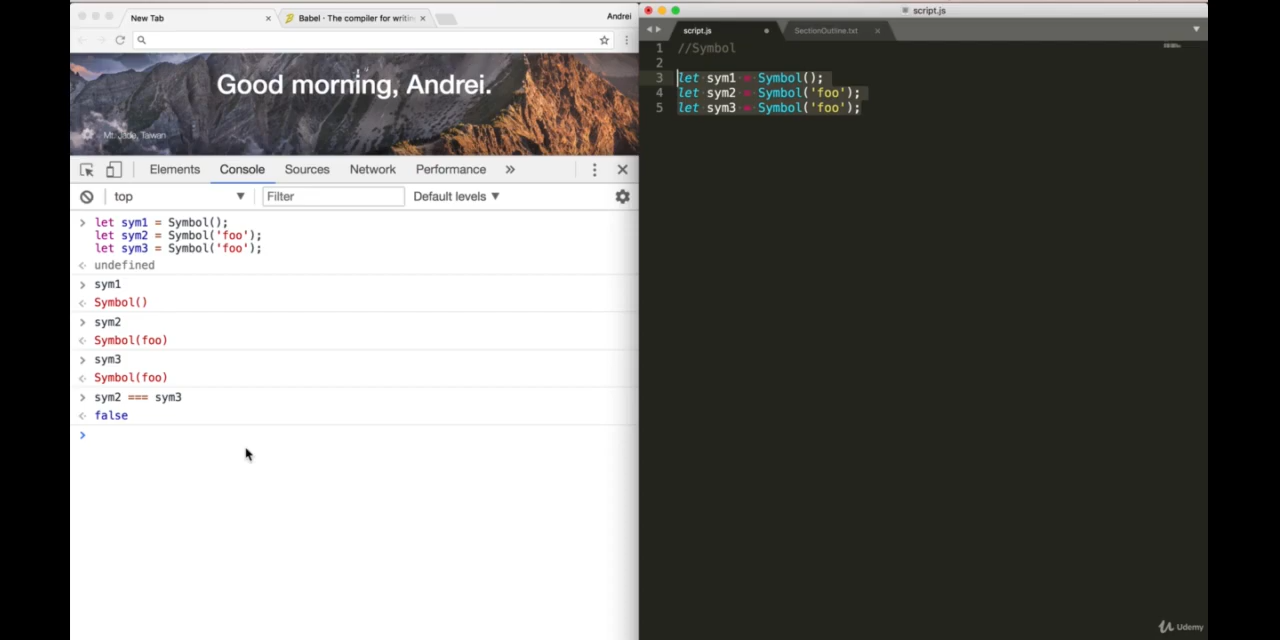 New Tab
Babel · The compiler for writin
Andrei
Good morning, Andrei.
Mt. Jade, Taiwan
Elements Console Sources Network Performance »
top Filter Default levels
> let sym1 = Symbol();
let sym2 = Symbol('foo');
let sym3 = Symbol('foo');
undefined
> sym1
Symbol()
> sym2
Symbol(foo)
> sym3
Symbol(foo)
> sym2 === sym3
false
>
script.js
script.js SectionOutline.txt
1 //Symbol
2
3 let sym1 = Symbol();
4 let sym2 = Symbol('foo');
5 let sym3 = Symbol('foo');
Udemy